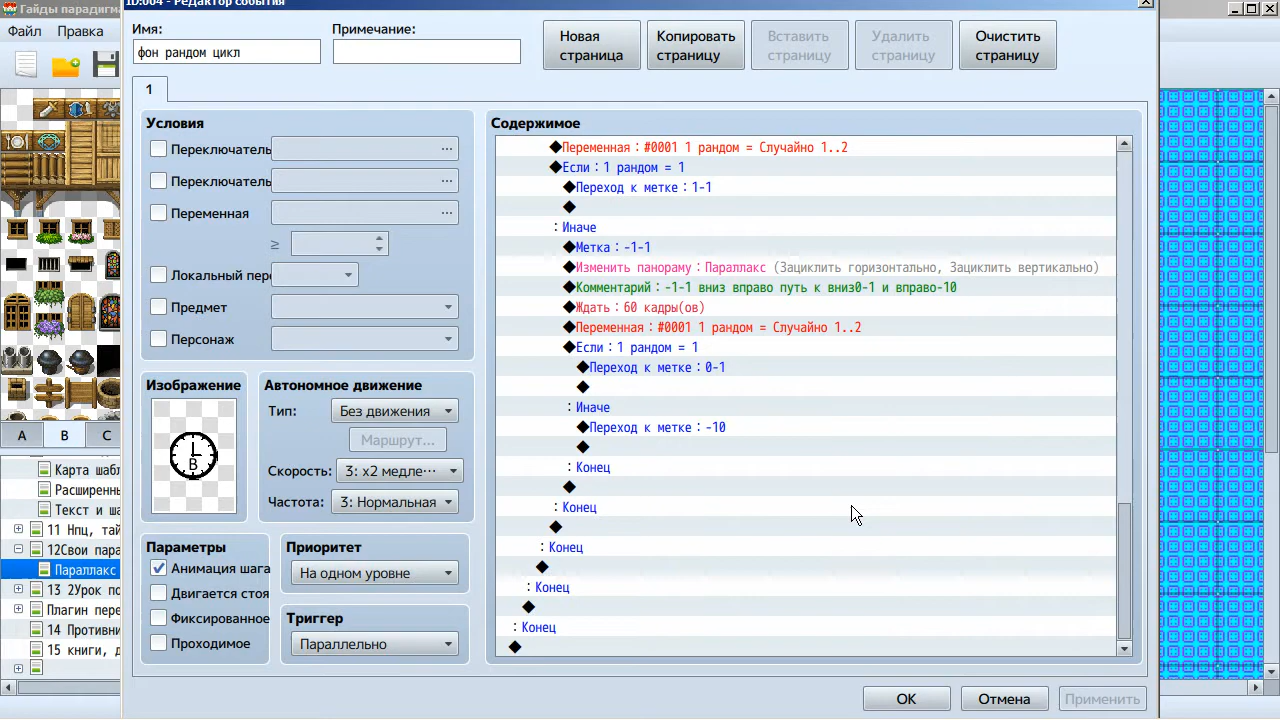 Гайды парадигма
ID:004 - Редактор события
Файл Правка
Имя:
фон рандом цикл
Примечание:
Новая страница
Копировать страницу
Вставить страницу
Удалить страницу
Очистить страницу
1
Условия
Переключатель ...
Переключатель ...
Переменная ...
≥
Локальный пер
Предмет
Персонаж
Изображение
B
Автономное движение
Тип: Без движения
Маршрут...
Скорость: 3: x2 медле···
Частота: 3: Нормальная
Параметры
Анимация шага
Двигается стоя
Фиксированное
Проходимое
Приоритет
На одном уровне
Триггер
Параллельно
Содержимое
◆Переменная：#0001 1 рандом = Случайно 1..2
◆Если：1 рандом = 1
◆Переход к метке：1-1
◆
：Иначе
◆Метка：-1-1
◆Изменить панораму：Параллакс (Зациклить горизонтально, Зациклить вертикально)
◆Комментарий：-1-1 вниз вправо путь к вниз0-1 и вправо-10
◆Ждать：60 кадры(ов)
◆Переменная：#0001 1 рандом = Случайно 1..2
◆Если：1 рандом = 1
◆Переход к метке：0-1
◆
：Иначе
◆Переход к метке：-10
◆
：Конец
◆
：Конец
◆
：Конец
◆
：Конец
◆
：Конец
◆
A B C
Карта шабл
Расширенны
Текст и ша
11 Нпц, тай
12Свои пара
Параллакс
13 2Урок по
Плагин пере
14 Противни
15 книги, д
OK
Отмена
Применить